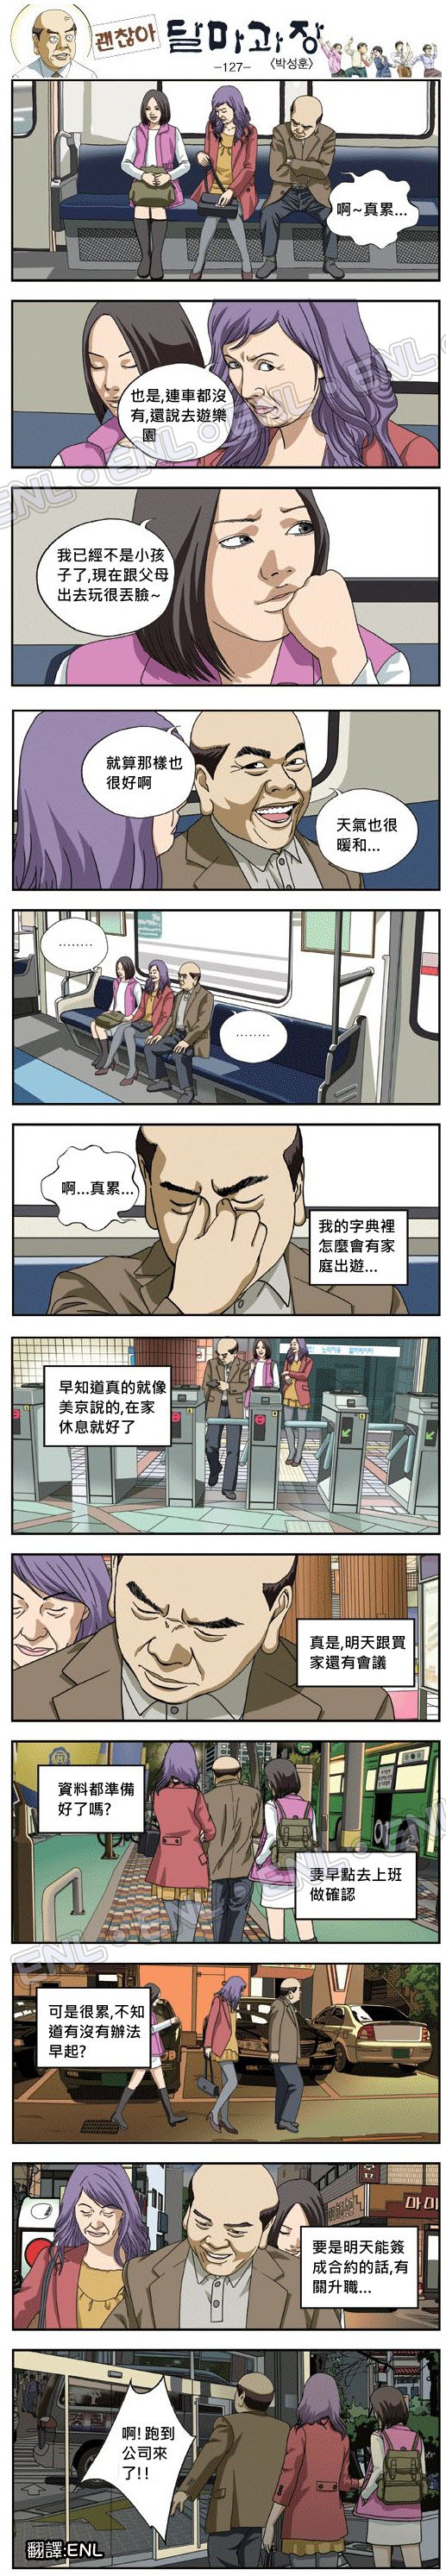 괜찮아
달마과장
-127-
<박성훈>
啊~真累...
也是,連車都沒
有,還說去遊樂
園
我已經不是小孩
子了,現在跟父母
出去玩很丟臉~
就算那樣也
很好啊
天氣也很
暖和...
........
........
啊...真累...
我的字典裡
怎麼會有家
庭出遊...
早知道真的就像
美京說的,在家
休息就好了
真是,明天跟買
家還有會議
資料都準備
好了嗎?
要早點去上班
做確認
可是很累,不知
道有沒有辦法
早起?
마미
要是明天能簽
成合約的話,有
關升職...
啊!跑到
公司來
了!!
翻譯:ENL